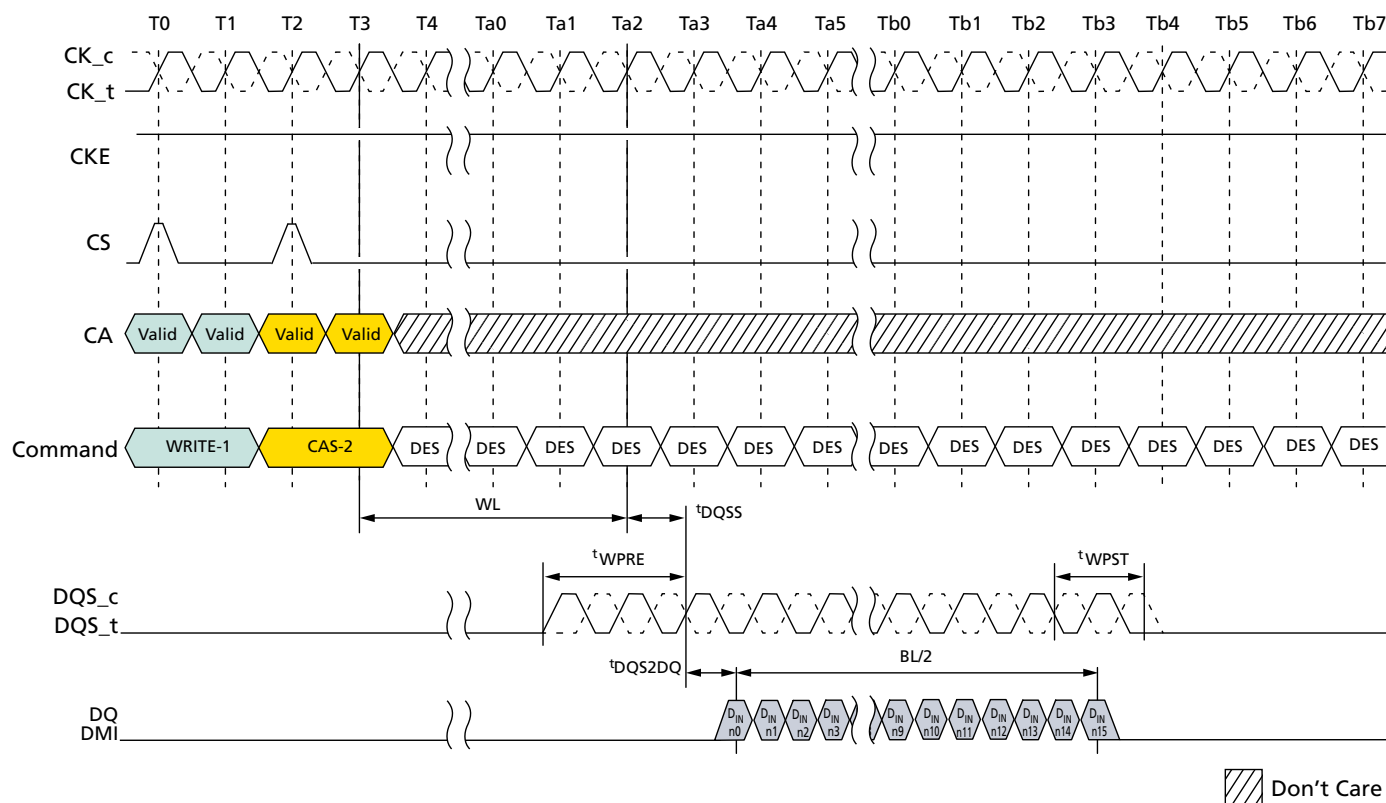 T0 T1 T2 T3 T4 Ta0 Ta1 Ta2 Ta3 Ta4 Ta5 Tb0 Tb1 Tb2 Tb3 Tb4 Tb5 Tb6 Tb7
CK_c
CK_t
CKE
CS
CA Valid Valid Valid Valid
Command WRITE-1 CAS-2 DES DES DES DES DES DES DES DES DES DES DES DES DES DES DES
WL tDQSS
tWPRE tWPST
DQS_c
DQS_t
tDQS2DQ BL/2
DQ
DMI
DIN n0 DIN n1 DIN n2 DIN n3 DIN n9 DIN n10 DIN n11 DIN n12 DIN n13 DIN n14 DIN n15
Don't Care